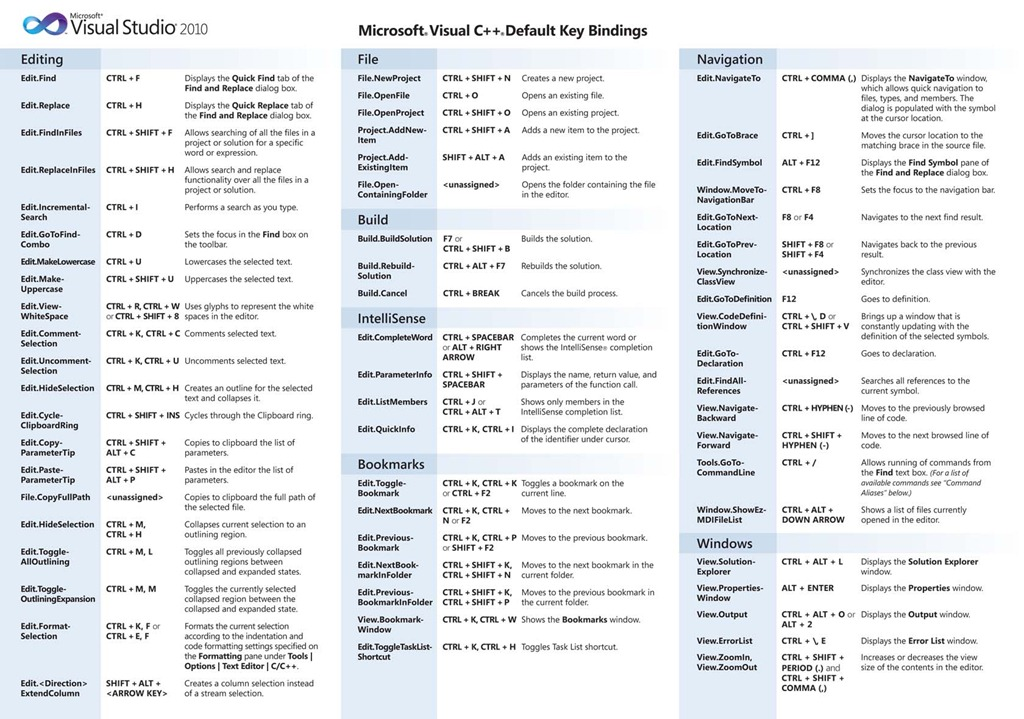 Microsoft®
Visual Studio® 2010
Microsoft® Visual C++® Default Key Bindings
Editing
Edit.Find CTRL + F Displays the Quick Find tab of the
Find and Replace dialog box.
Edit.Replace CTRL + H Displays the Quick Replace tab of
the Find and Replace dialog box.
Edit.FindInFiles CTRL + SHIFT + F Allows searching of all the files in a
project or solution for a specific
word or expression.
Edit.ReplaceInFiles CTRL + SHIFT + H Allows search and replace
functionality over all the files in a
project or solution.
Edit.Incremental- CTRL + I Performs a search as you type.
Search
Edit.GoToFind- CTRL + D Sets the focus in the Find box on
Combo the toolbar.
Edit.MakeLowercase CTRL + U Lowercases the selected text.
Edit.Make- CTRL + SHIFT + U Uppercases the selected text.
Uppercase
Edit.View- CTRL + R, CTRL + W Uses glyphs to represent the white
WhiteSpace or CTRL + SHIFT + 8 spaces in the editor.
Edit.Comment- CTRL + K, CTRL + C Comments selected text.
Selection
Edit.Uncomment- CTRL + K, CTRL + U Uncomments selected text.
Selection
Edit.HideSelection CTRL + M, CTRL + H Creates an outline for the selected
text and collapses it.
Edit.Cycle- CTRL + SHIFT + INS Cycles through the Clipboard ring.
ClipboardRing
Edit.Copy- CTRL + SHIFT + Copies to clipboard the list of
ParameterTip ALT + C parameters.
Edit.Paste- CTRL + SHIFT + Pastes in the editor the list of
ParameterTip ALT + P parameters.
File.CopyFullPath <unassigned> Copies to clipboard the full path of
the selected file.
Edit.HideSelection CTRL + M, Collapses current selection to an
CTRL + H outlining region.
Edit.Toggle- CTRL + M, L Toggles all previously collapsed
AllOutlining outlining regions between
collapsed and expanded states.
Edit.Toggle- CTRL + M, M Toggles the currently selected
OutliningExpansion collapsed region between the
collapsed and expanded state.
Edit.Format- CTRL + K, F or Formats the current selection
Selection CTRL + E, F according to the indentation and
code formatting settings specified on
the Formatting pane under Tools |
Options | Text Editor | C/C++.
Edit.<Direction> SHIFT + ALT + Creates a column selection instead
ExtendColumn <ARROW KEY> of a stream selection.
File
File.NewProject CTRL + SHIFT + N Creates a new project.
File.OpenFile CTRL + O Opens an existing file.
File.OpenProject CTRL + SHIFT + O Opens an existing project.
Project.AddNew- CTRL + SHIFT + A Adds a new item to the project.
Item
Project.Add- SHIFT + ALT + A Adds an existing item to the
ExistingItem project.
File.Open- <unassigned> Opens the folder containing the file
ContainingFolder in the editor.
Build
Build.BuildSolution F7 or Builds the solution.
CTRL + SHIFT + B
Build.Rebuild- CTRL + ALT + F7 Rebuilds the solution.
Solution
Build.Cancel CTRL + BREAK Cancels the build process.
IntelliSense
Edit.CompleteWord CTRL + SPACEBAR Completes the current word or
or ALT + RIGHT shows the IntelliSense® completion
ARROW list.
Edit.ParameterInfo CTRL + SHIFT + Displays the name, return value, and
SPACEBAR parameters of the function call.
Edit.ListMembers CTRL + J or Shows only members in the
CTRL + ALT + T IntelliSense completion list.
Edit.QuickInfo CTRL + K, CTRL + I Displays the complete declaration
of the identifier under cursor.
Bookmarks
Edit.Toggle- CTRL + K, CTRL + K Toggles a bookmark on the
Bookmark or CTRL + F2 current line.
Edit.NextBookmark CTRL + K, CTRL + Moves to the next bookmark.
N or F2
Edit.Previous- CTRL + K, CTRL + P Moves to the previous bookmark.
Bookmark or SHIFT + F2
Edit.NextBook- CTRL + SHIFT + K, Moves to the next bookmark in the
markInFolder CTRL + SHIFT + N current folder.
Edit.Previous- CTRL + SHIFT + K, Moves to the previous bookmark in
BookmarkInFolder CTRL + SHIFT + P the current folder.
View.Bookmark- CTRL + K, CTRL + W Shows the Bookmarks window.
Window
Edit.ToggleTaskList- CTRL + K, CTRL + H Toggles Task List shortcut.
Shortcut
Navigation
Edit.NavigateTo CTRL + COMMA (,) Displays the NavigateTo window,
which allows quick navigation to
files, types, and members. The
dialog is populated with the symbol
at the cursor location.
Edit.GoToBrace CTRL + ] Moves the cursor location to the
matching brace in the source file.
Edit.FindSymbol ALT + F12 Displays the Find Symbol pane of
the Find and Replace dialog box.
Window.MoveTo- CTRL + F8 Sets the focus to the navigation bar.
NavigationBar
Edit.GoToNext- F8 or F4 Navigates to the next find result.
Location
Edit.GoToPrev- SHIFT + F8 or Navigates back to the previous
Location SHIFT + F4 result.
View.Synchronize- <unassigned> Synchronizes the class view with the
ClassView editor.
Edit.GoToDefinition F12 Goes to definition.
View.CodeDefini- CTRL + \, D or Brings up a window that is
tionWindow CTRL + SHIFT + V constantly updating with the
definition of the selected symbols.
Edit.GoTo- CTRL + F12 Goes to declaration.
Declaration
Edit.FindAll- <unassigned> Searches all references to the
References current symbol.
View.Navigate- CTRL + HYPHEN (-) Moves to the previously browsed
Backward line of code.
View.Navigate- CTRL + SHIFT + Moves to the next browsed line of
Forward HYPHEN (-) code.
Tools.GoTo- CTRL + / Allows running of commands from
CommandLine the Find text box. (For a list of
available commands see "Command
Aliases" below.)
Window.ShowEz- CTRL + ALT + Shows a list of files currently
MDIFileList DOWN ARROW opened in the editor.
Windows
View.Solution- CTRL + ALT + L Displays the Solution Explorer
Explorer window.
View.Properties- ALT + ENTER Displays the Properties window.
Window
View.Output CTRL + ALT + O or Displays the Output window.
ALT + 2
View.ErrorList CTRL + \, E Displays the Error List window.
View.ZoomIn, CTRL + SHIFT + Increases or decreases the view
View.ZoomOut PERIOD (.) and size of the contents in the editor.
CTRL + SHIFT +
COMMA (,)